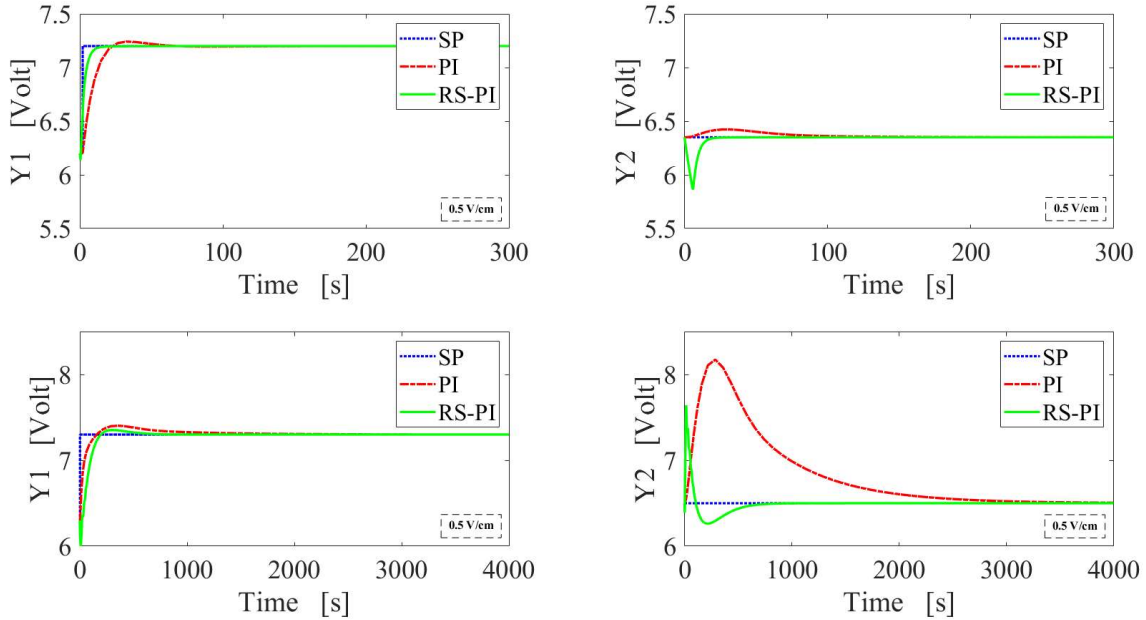 Y1 [Volt]
7.5
7
6.5
6
5.5
SP
PI
RS-PI
0.5 V/cm
0 100 200 300
Time [s]
Y2 [Volt]
7.5
7
6.5
6
5.5
SP
PI
RS-PI
0.5 V/cm
0 100 200 300
Time [s]
Y1 [Volt]
8
7
6
SP
PI
RS-PI
0.5 V/cm
0 1000 2000 3000 4000
Time [s]
Y2 [Volt]
8
7
6
SP
PI
RS-PI
0.5 V/cm
0 1000 2000 3000 4000
Time [s]